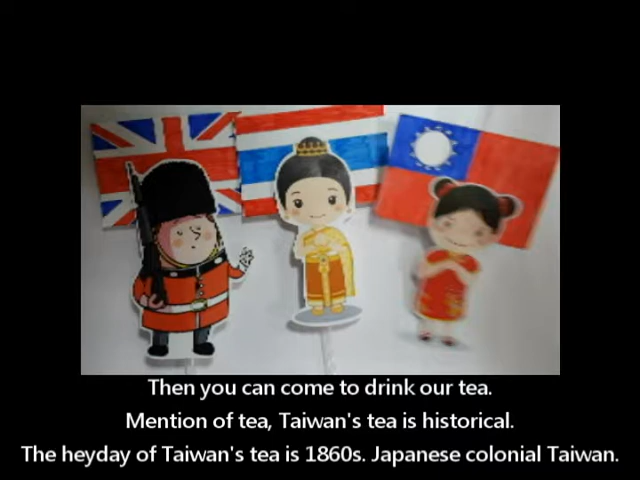 Then you can come to drink our tea.
Mention of tea, Taiwan's tea is historical.
The heyday of Taiwan's tea is 1860s. Japanese colonial Taiwan.